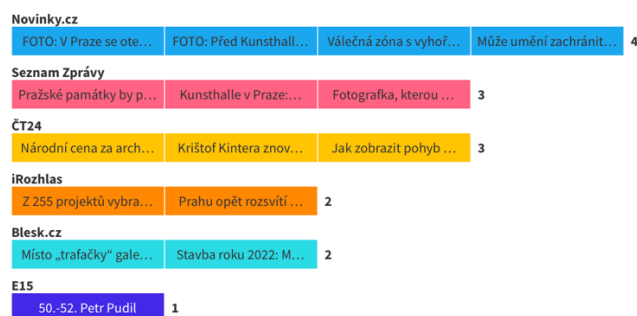 Novinky.cz
FOTO: V Praze se ote... FOTO: Před Kunsthall... Válečná zóna s vyhoř... Může umění zachránit... 4
Seznam Zprávy
Pražské památky by p... Kunsthalle v Praze:... Fotografka, kterou ... 3
ČT24
Národní cena za arch... Krištof Kintera znov... Jak zobrazit pohyb ... 3
iRozhlas
Z 255 projektů vybra... Prahu opět rozsvítí ... 2
Blesk.cz
Místo „trafačky“ gale... Stavba roku 2022: M... 2
E15
50.-52. Petr Pudil 1